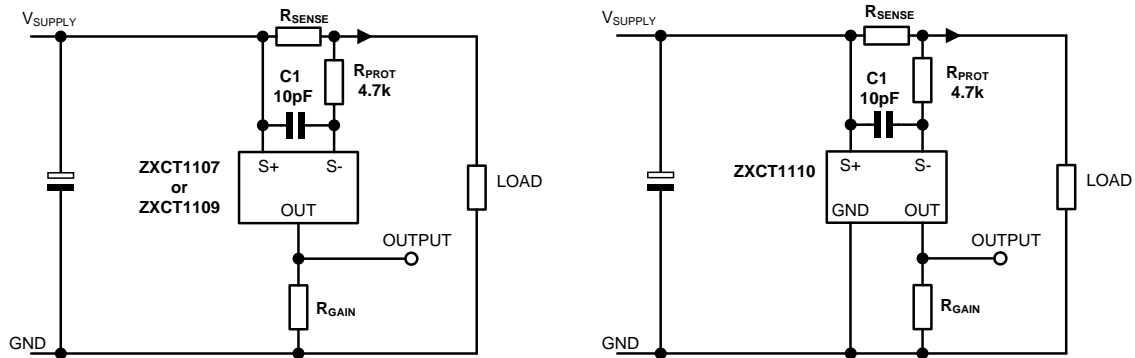 VSUPPLY
RSENSE
C1
10pF
RPROT
4.7k
S+ S-
ZXCT1107
or
ZXCT1109
OUT
LOAD
OUTPUT
RGAIN
GND
VSUPPLY
RSENSE
C1
10pF
RPROT
4.7k
S+ S-
ZXCT1110
GND OUT
LOAD
OUTPUT
RGAIN
GND